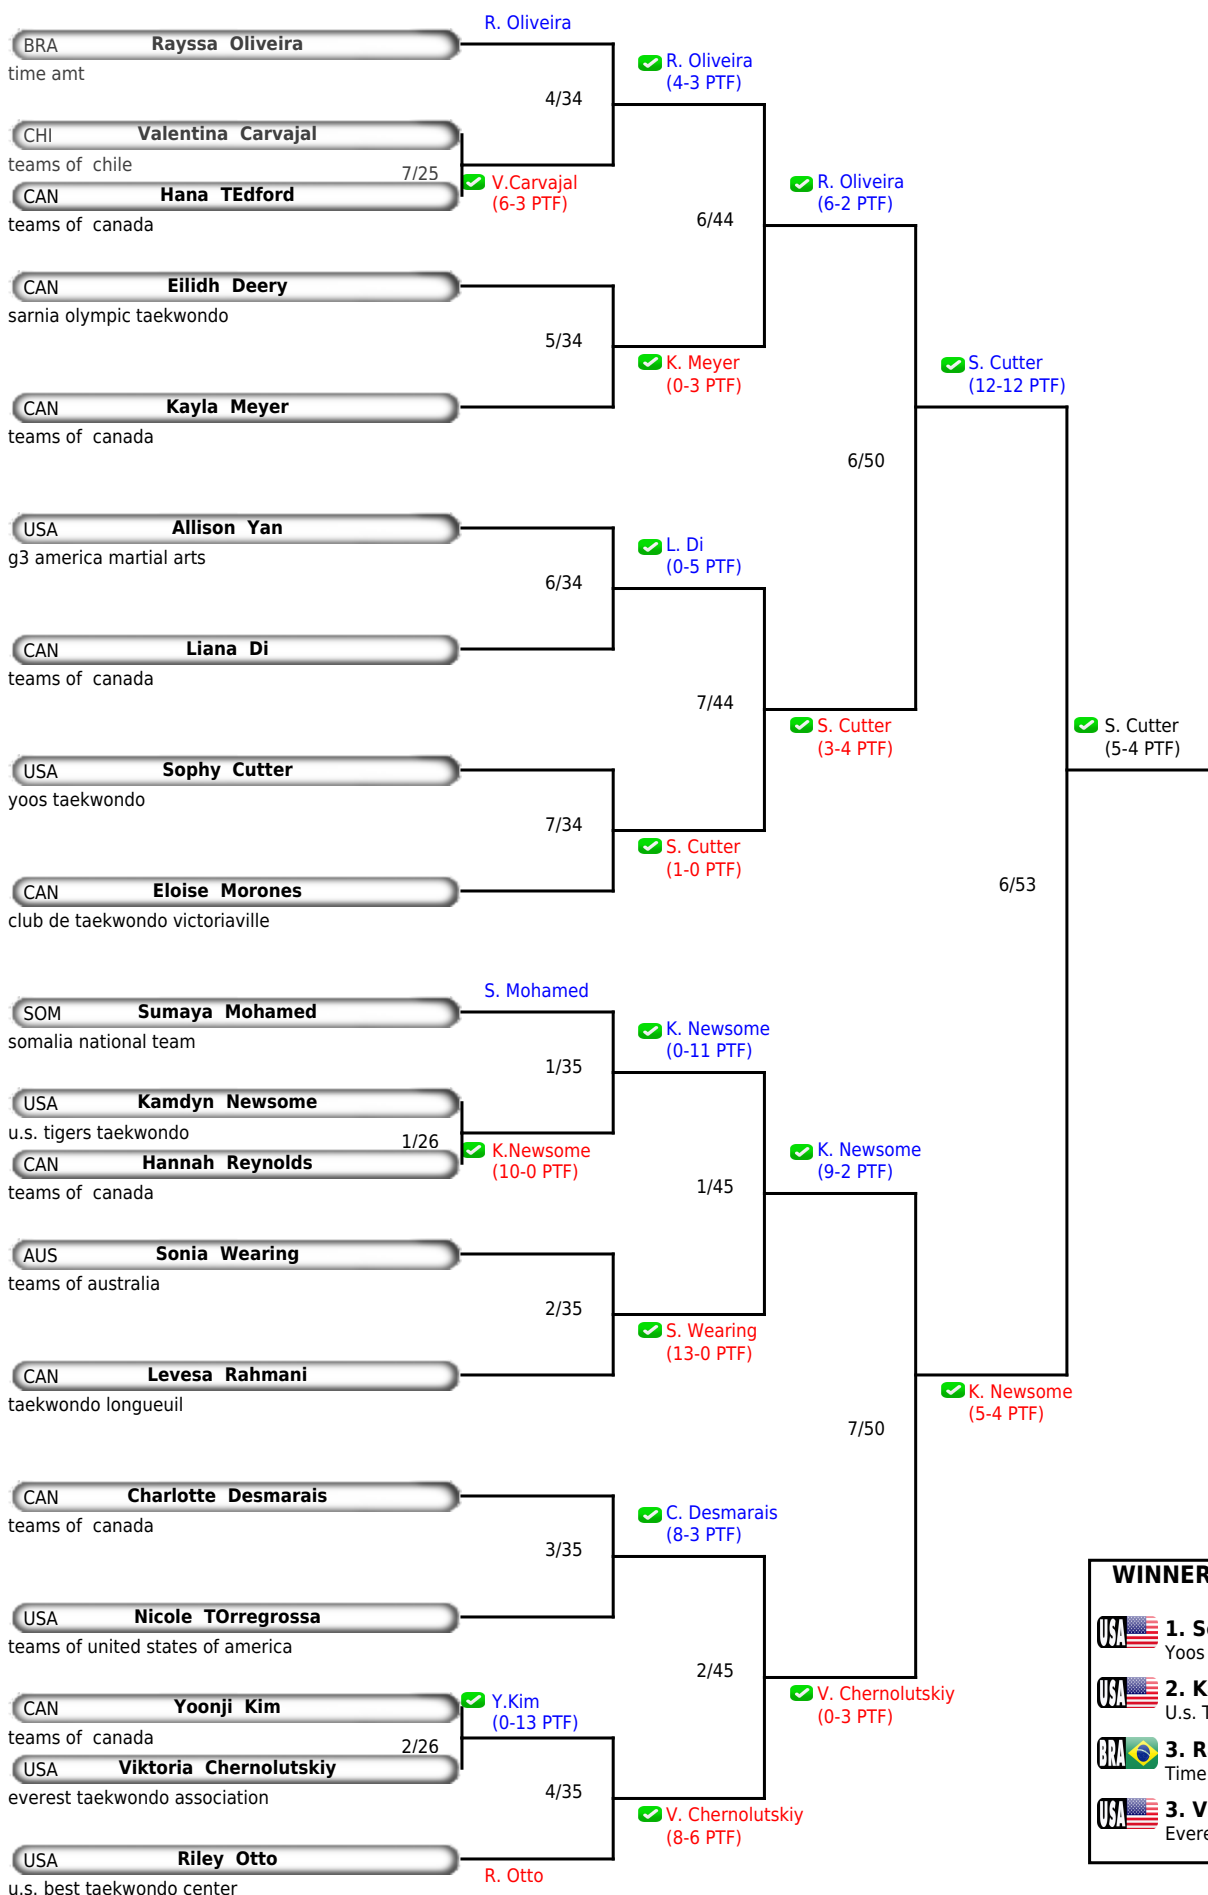 R. Oliveira
BRA Rayssa Oliveira
time amt
R. Oliveira
(4-3 PTF)
4/34
CHI Valentina Carvajal
teams of chile
7/25
V.Carvajal
(6-3 PTF)
CAN Hana TEdford
teams of canada
R. Oliveira
(6-2 PTF)
6/44
CAN Eilidh Deery
sarnia olympic taekwondo
5/34
K. Meyer
(0-3 PTF)
S. Cutter
(12-12 PTF)
CAN Kayla Meyer
teams of canada
6/50
USA Allison Yan
g3 america martial arts
L. Di
(0-5 PTF)
6/34
CAN Liana Di
teams of canada
7/44
S. Cutter
(3-4 PTF)
S. Cutter
(5-4 PTF)
USA Sophy Cutter
yoos taekwondo
7/34
S. Cutter
(1-0 PTF)
CAN Eloise Morones
club de taekwondo victoriaville
6/53
S. Mohamed
SOM Sumaya Mohamed
somalia national team
K. Newsome
(0-11 PTF)
1/35
USA Kamdyn Newsome
u.s. tigers taekwondo
1/26
K.Newsome
(10-0 PTF)
CAN Hannah Reynolds
teams of canada
K. Newsome
(9-2 PTF)
1/45
AUS Sonia Wearing
teams of australia
2/35
S. Wearing
(13-0 PTF)
CAN Levesa Rahmani
taekwondo longueuil
K. Newsome
(5-4 PTF)
7/50
CAN Charlotte Desmarais
teams of canada
C. Desmarais
(8-3 PTF)
3/35
USA Nicole TOrregrossa
teams of united states of america
2/45
V. Chernolutskiy
(0-3 PTF)
CAN Yoonji Kim
teams of canada
Y.Kim
(0-13 PTF)
2/26
USA Viktoria Chernolutskiy
everest taekwondo association
4/35
V. Chernolutskiy
(8-6 PTF)
USA Riley Otto
u.s. best taekwondo center
R. Otto
WINNER
USA 1. S
Yoos
USA 2. K
U.s. T
BRA 3. R
Time
USA 3. V
Evere